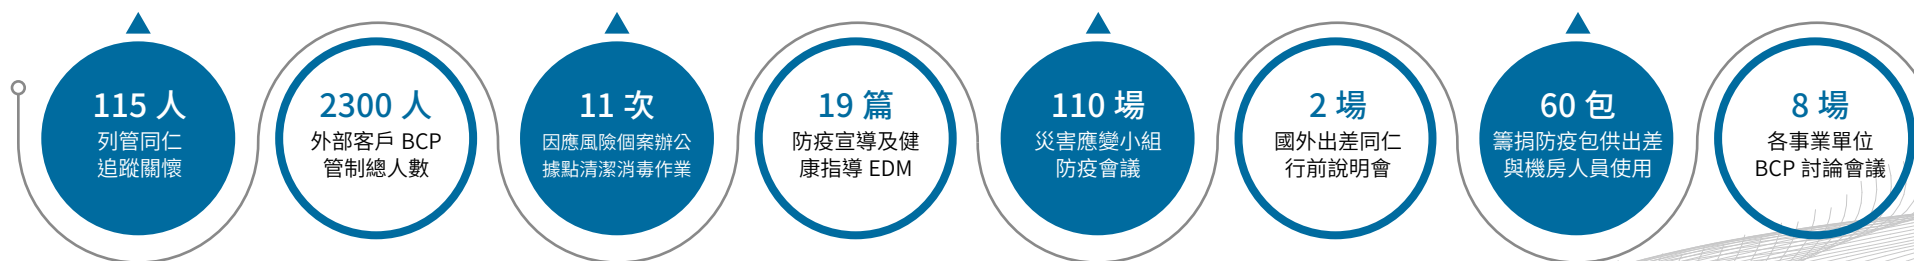 115 人
列管同仁
追蹤關懷
2300 人
外部客戶 BCP
管制總人數
11 次
因應風險個案辦公
據點清潔消毒作業
19 篇
防疫宣導及健
康指導 EDM
110 場
災害應變小組
防疫會議
2 場
國外出差同仁
行前說明會
60 包
籌捐防疫包供出差
與機房人員使用
8 場
各事業單位
BCP 討論會議